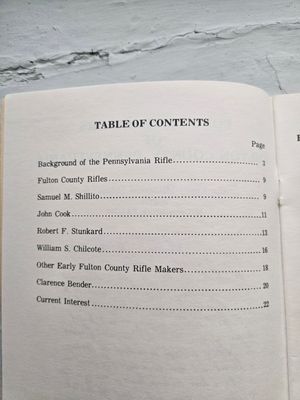 TABLE OF CONTENTS
Page
Background of the Pennsylvania Rifle 1
Fulton County Rifles 9
Samuel M. Shillito 9
John Cook 11
Robert F. Stunkard 13
William S. Chilcote 16
Other Early Fulton County Rifle Makers 18
Clarence Bender 20
Current Interest 22